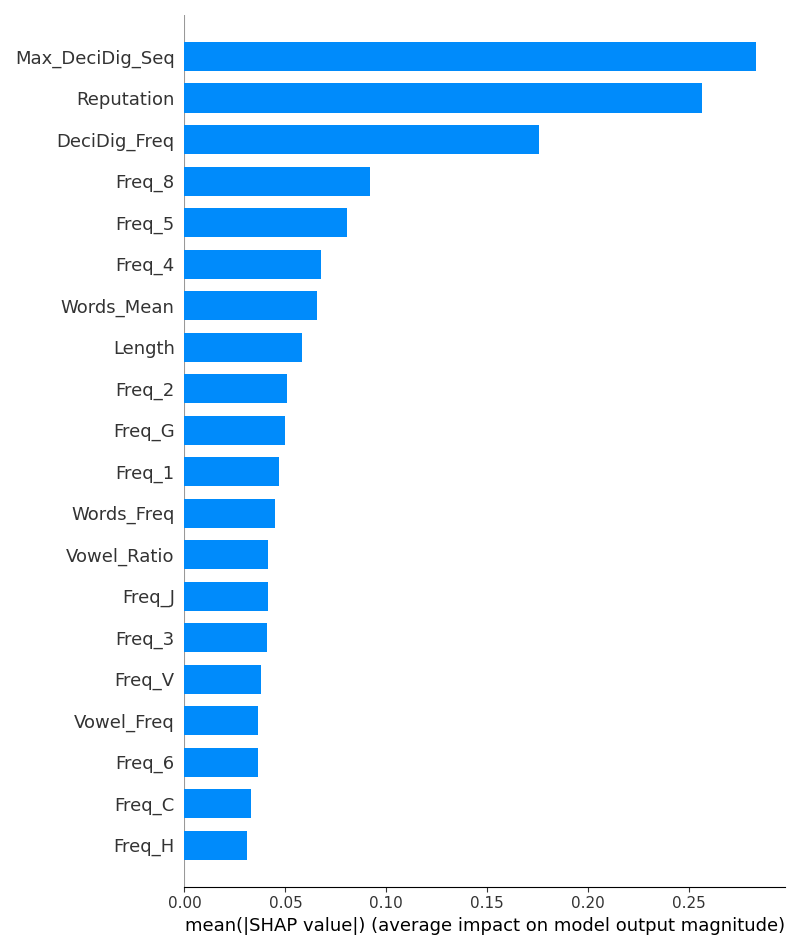 Max_DeciDig_Seq
Reputation
DeciDig_Freq
Freq_8
Freq_5
Freq_4
Words_Mean
Length
Freq_2
Freq_G
Freq_1
Words_Freq
Vowel_Ratio
Freq_J
Freq_3
Freq_V
Vowel_Freq
Freq_6
Freq_C
Freq_H
0.00 0.05 0.10 0.15 0.20 0.25
mean(|SHAP value|) (average impact on model output magnitude)